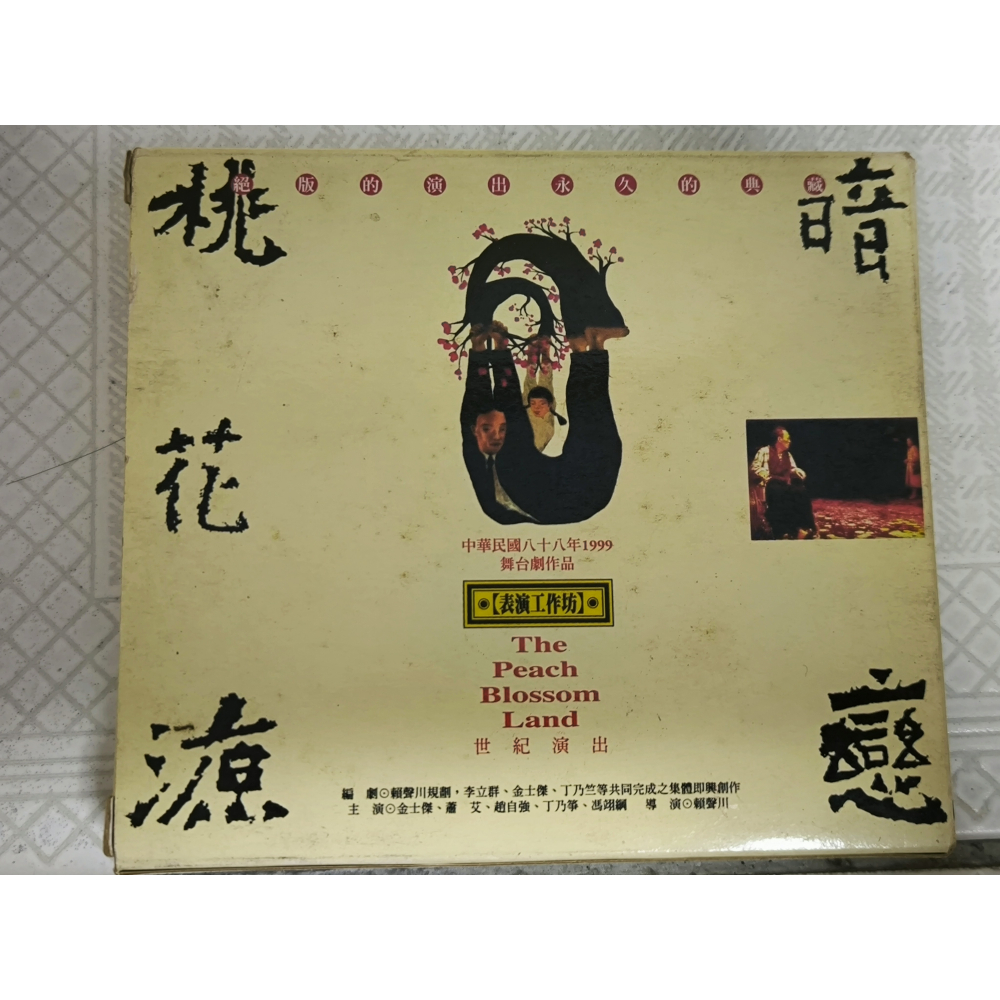 絕版的演出永久的典藏
暗戀
桃花源
中華民國八十八年1999
舞台劇作品
【表演工作坊】
The
Peach
Blossom
Land
世紀演出
編 劇⊙賴聲川規劃，李立群、金士傑、丁乃竺等共同完成之集體即興創作
主 演⊙金士傑、蕭 艾、趙自強、丁乃箏、馮翊綱 導 演⊙賴聲川